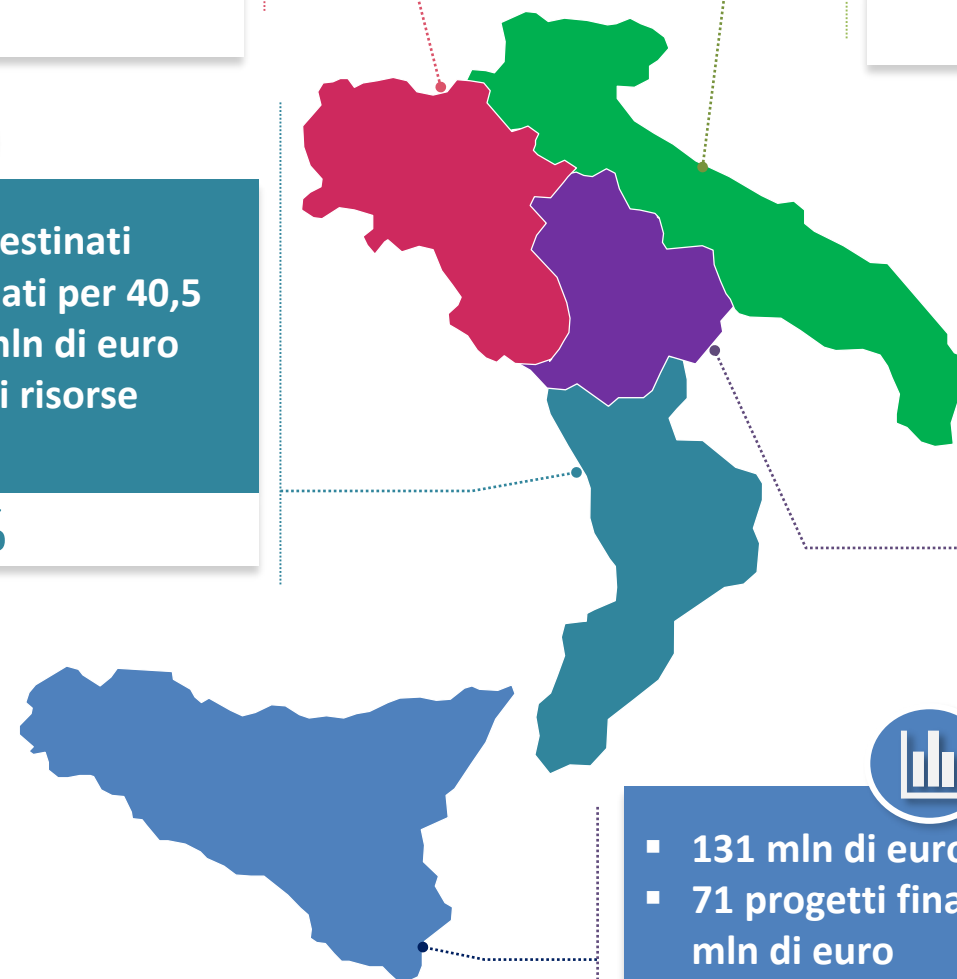 estinati
ati per 40,5
mln di euro
i risorse
131 mln di euro
71 progetti fina
mln di euro